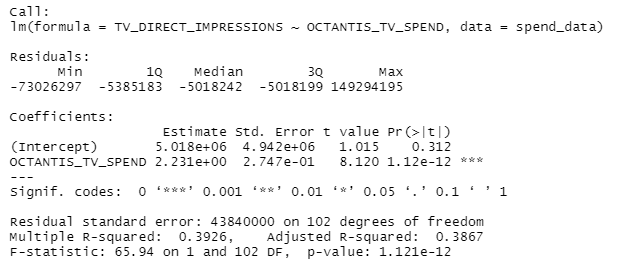 Call:
lm(formula = TV_DIRECT_IMPRESSIONS ~ OCTANTIS_TV_SPEND, data = spend_data)
Residuals:
Min 1Q Median 3Q Max
-73026297 -5385183 -5018242 -5018199 149294195
Coefficients:
Estimate Std. Error t value Pr(>|t|)
(Intercept) 5.018e+06 4.942e+06 1.015 0.312
OCTANTIS_TV_SPEND 2.231e+00 2.747e-01 8.120 1.12e-12 ***
---
Signif. codes: 0 ‘***’ 0.001 ‘**’ 0.01 ‘*’ 0.05 ‘.’ 0.1 ‘ ’ 1
Residual standard error: 43840000 on 102 degrees of freedom
Multiple R-squared: 0.3926, Adjusted R-squared: 0.3867
F-statistic: 65.94 on 1 and 102 DF, p-value: 1.121e-12